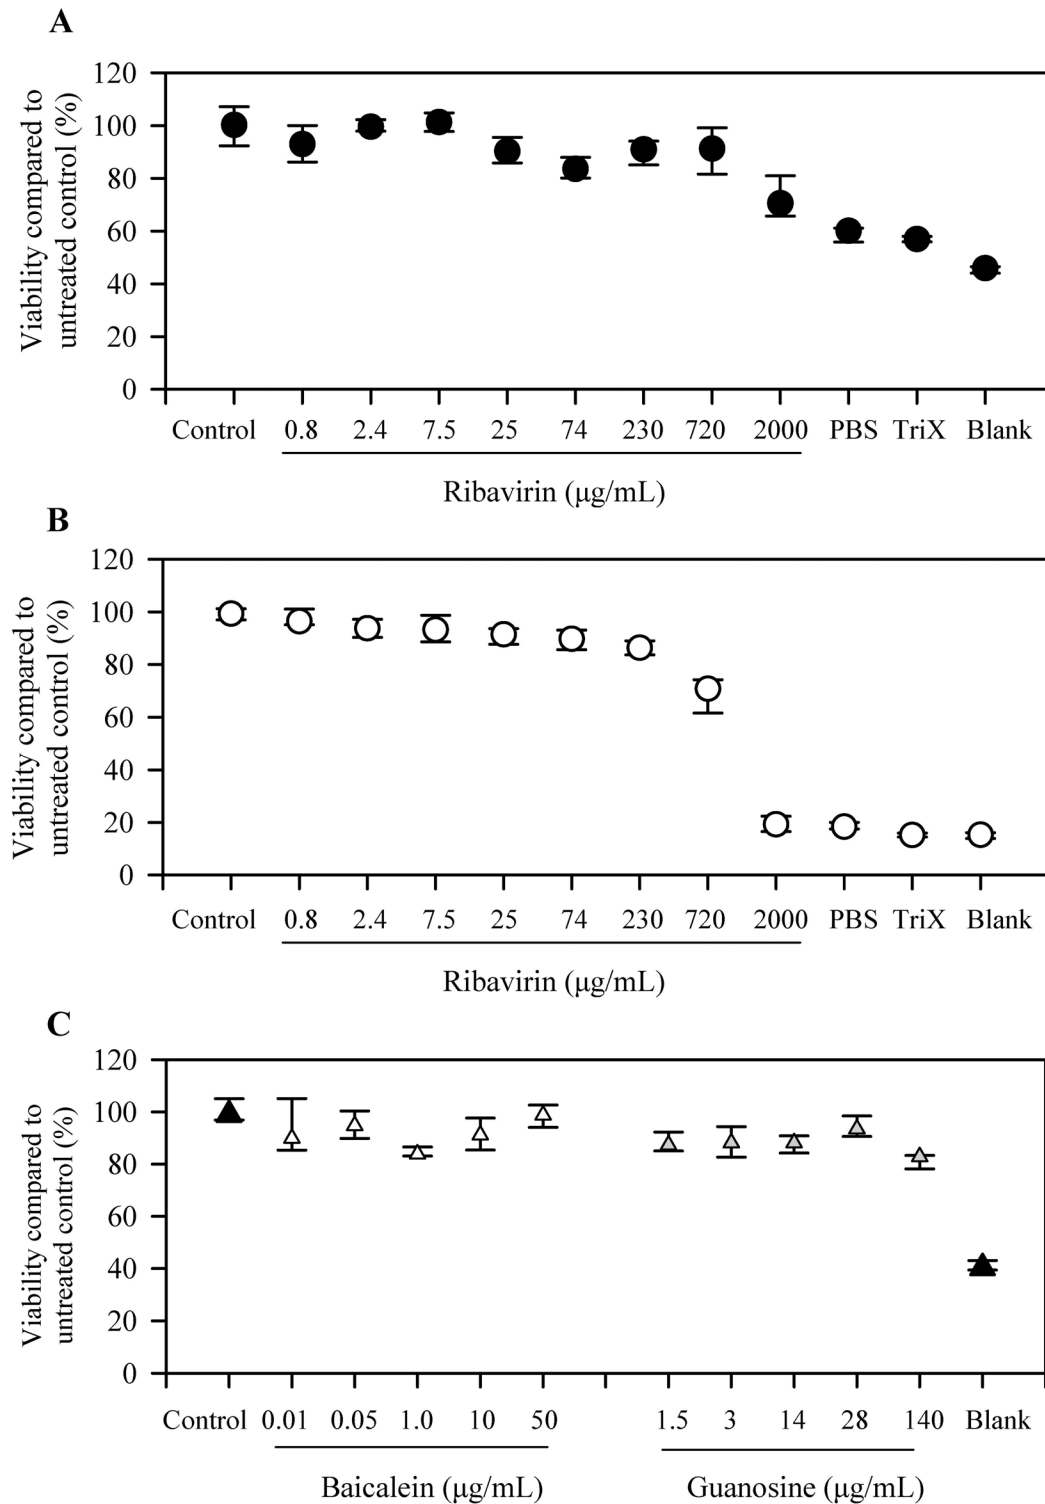 A
Viability compared to
untreated control (%)
120
100
80
60
40
20
0
Control 0.8 2.4 7.5 25 74 230 720 2000 PBS TriX Blank
Ribavirin (μg/mL)
B
Viability compared to
untreated control (%)
120
100
80
60
40
20
0
Control 0.8 2.4 7.5 25 74 230 720 2000 PBS TriX Blank
Ribavirin (μg/mL)
C
Viability compared to
untreated control (%)
120
100
80
60
40
20
0
Control 0.01 0.05 1.0 10 50 1.5 3 14 28 140 Blank
Baicalein (μg/mL) Guanosine (μg/mL)